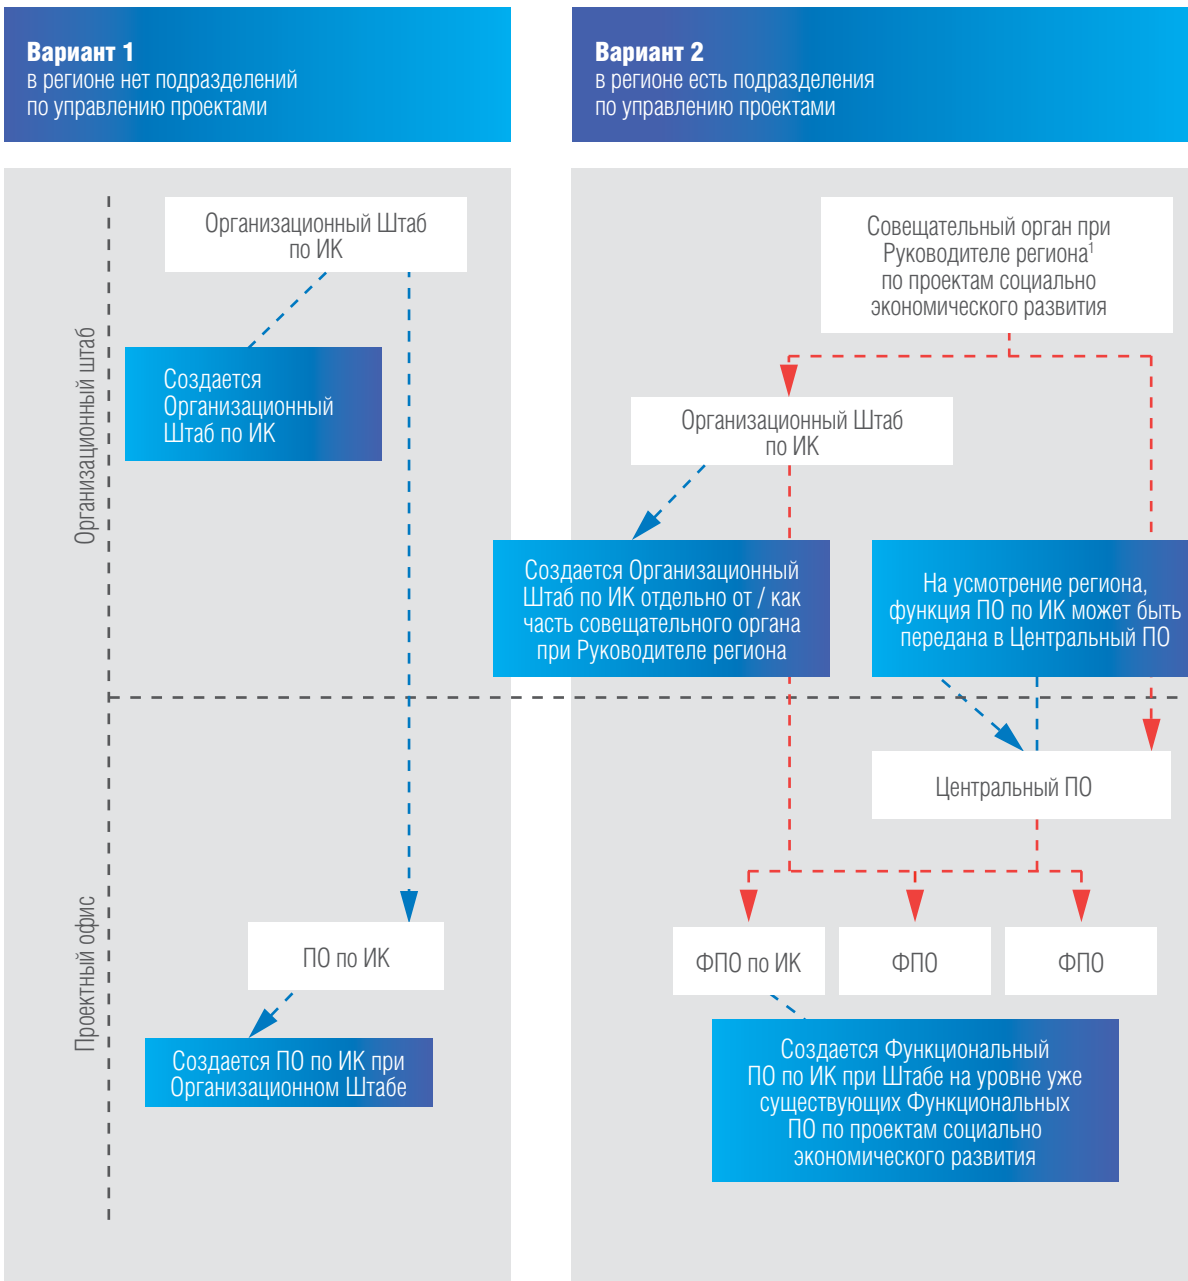 Вариант 1
в регионе нет подразделений
по управлению проектами
Вариант 2
в регионе есть подразделения
по управлению проектами
Организационный штаб
Организационный Штаб
по ИК
Создается
Организационный
Штаб по ИК
Проектный офис
ПО по ИК
Создается ПО по ИК при
Организационном Штабе
Совещательный орган при
Руководителе региона¹
по проектам социально
экономического развития
Организационный Штаб
по ИК
Создается Организационный
Штаб по ИК отдельно от / как
часть совещательного органа
при Руководителе региона
На усмотрение региона,
функция ПО по ИК может быть
передана в Центральный ПО
Центральный ПО
ФПО по ИК
ФПО
ФПО
Создается Функциональный
ПО по ИК при Штабе на уровне уже
существующих Функциональных
ПО по проектам социально
экономического развития